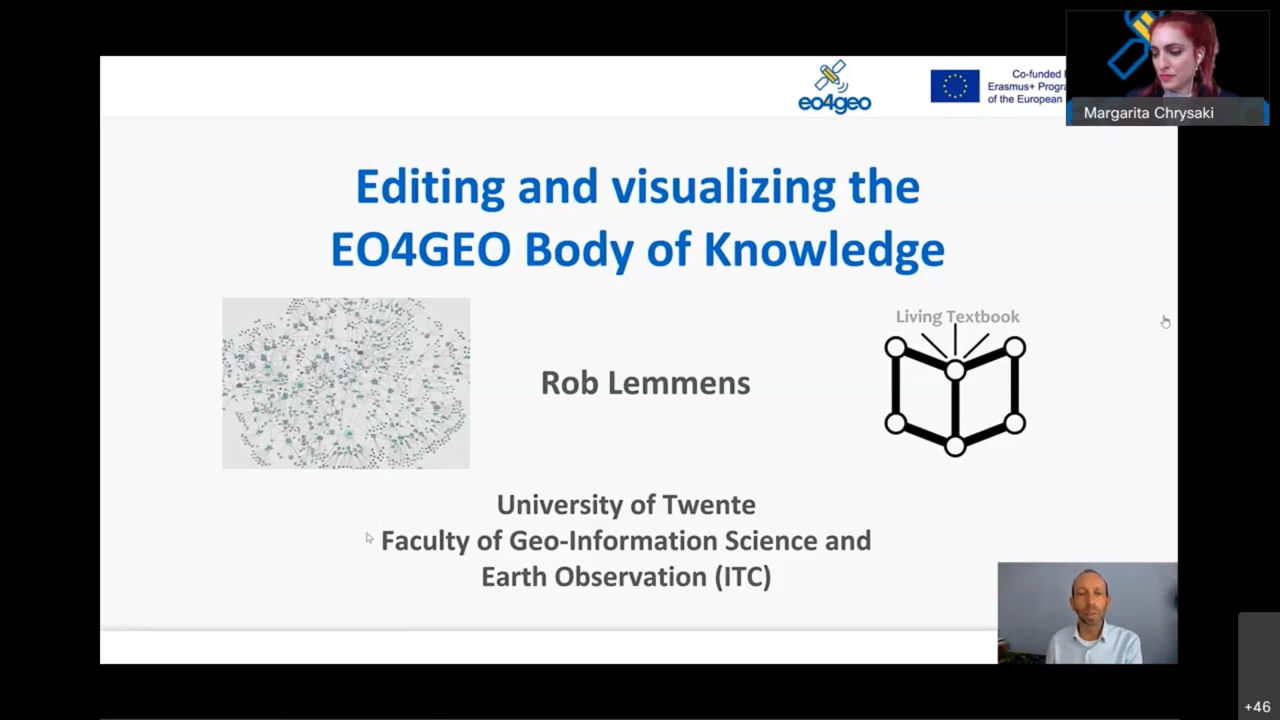 eo4geo
Co-funded
Erasmus+
of the European
Margarita Chrysaki
Editing and visualizing the
EO4GEO Body of Knowledge
Living Textbook
Rob Lemmens
University of Twente
Faculty of Geo-Information Science and
Earth Observation (ITC)
+46